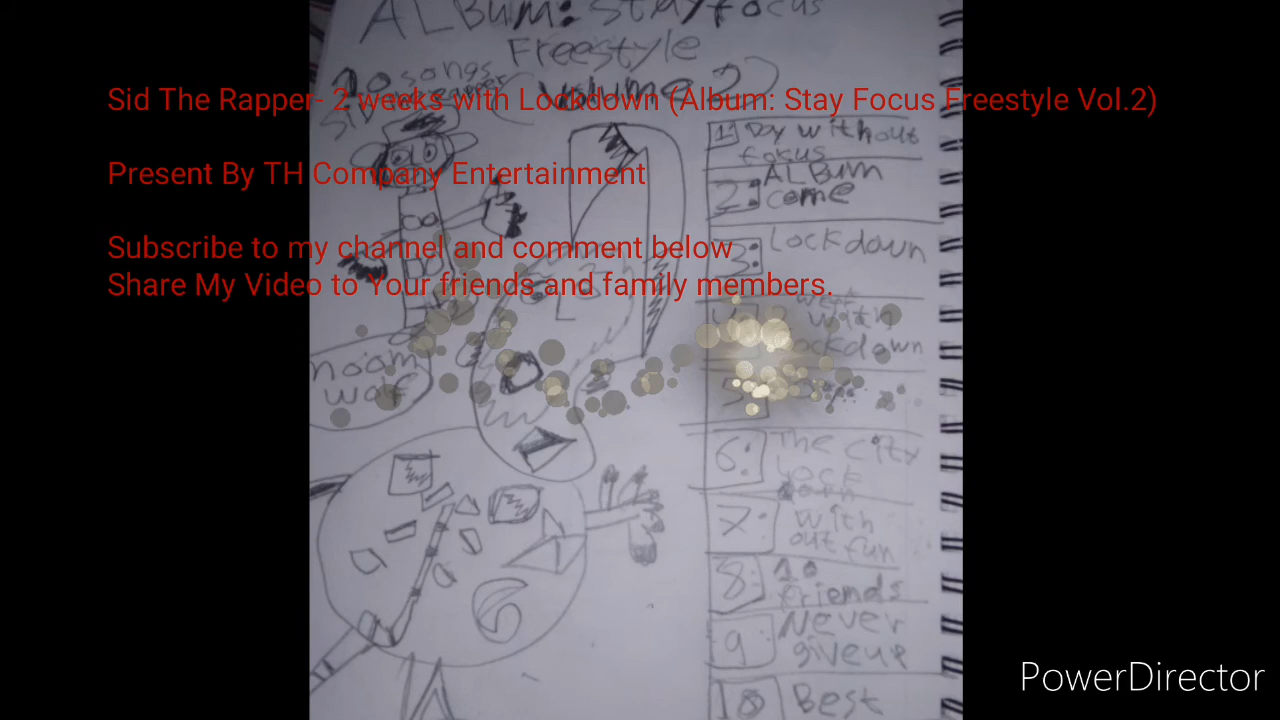 ALBum: Stay focus
Freestyle
10 songs
(Volume 2)
Sid The Rapper- 2 weeks with Lockdown (Album: Stay Focus Freestyle Vol.2)
Present By TH Company Entertainment
Subscribe to my channel and comment below
Share My Video to Your friends and family members.
1: Day without
focus
2: ALBum
come
3: Lockdown
with
Lockdown
noam
wolf
5:
6: The city
Lock
down
7: with
out fun
8: 10
friends
9: Never
giveup
10 Best
PowerDirector